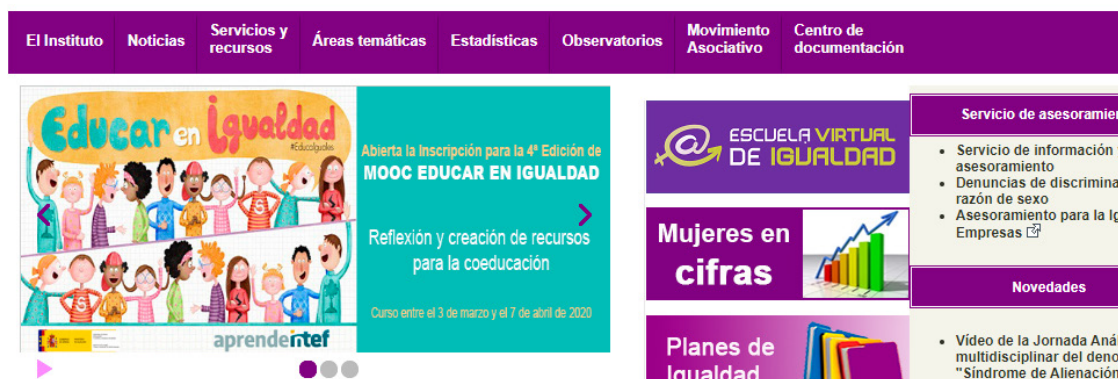 El Instituto
Noticias
Servicios y
recursos
Áreas temáticas
Estadísticas
Observatorios
Movimiento
Asociativo
Centro de
documentación
Educar en Igualdad
#EducaIguales
aprendeintef
Abierta la Inscripción para la 4ª Edición de
MOOC EDUCAR EN IGUALDAD
Reflexión y creación de recursos
para la coeducación
Curso entre el 3 de marzo y el 7 de abril de 2020
@ ESCUELA VIRTUAL
DE IGUALDAD
Mujeres en
cifras
Planes de
Igualdad
Servicio de asesoramien
• Servicio de información
asesoramiento
• Denuncias de discrimina
razón de sexo
• Asesoramiento para la Ig
Empresas
Novedades
• Vídeo de la Jornada Aná
multidisciplinar del deno
"Síndrome de Alienación